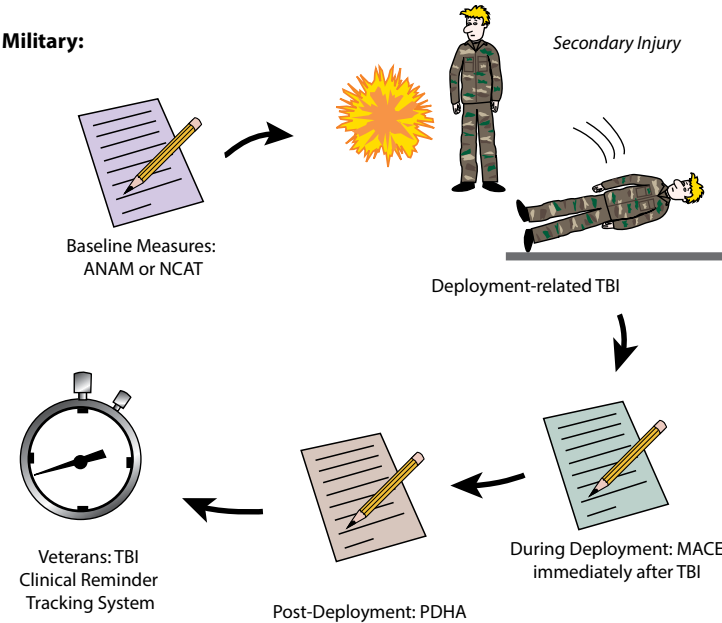 Military:
Secondary Injury
Baseline Measures:
ANAM or NCAT
Deployment-related TBI
During Deployment: MACE
immediately after TBI
Post-Deployment: PDHA
Veterans: TBI
Clinical Reminder
Tracking System